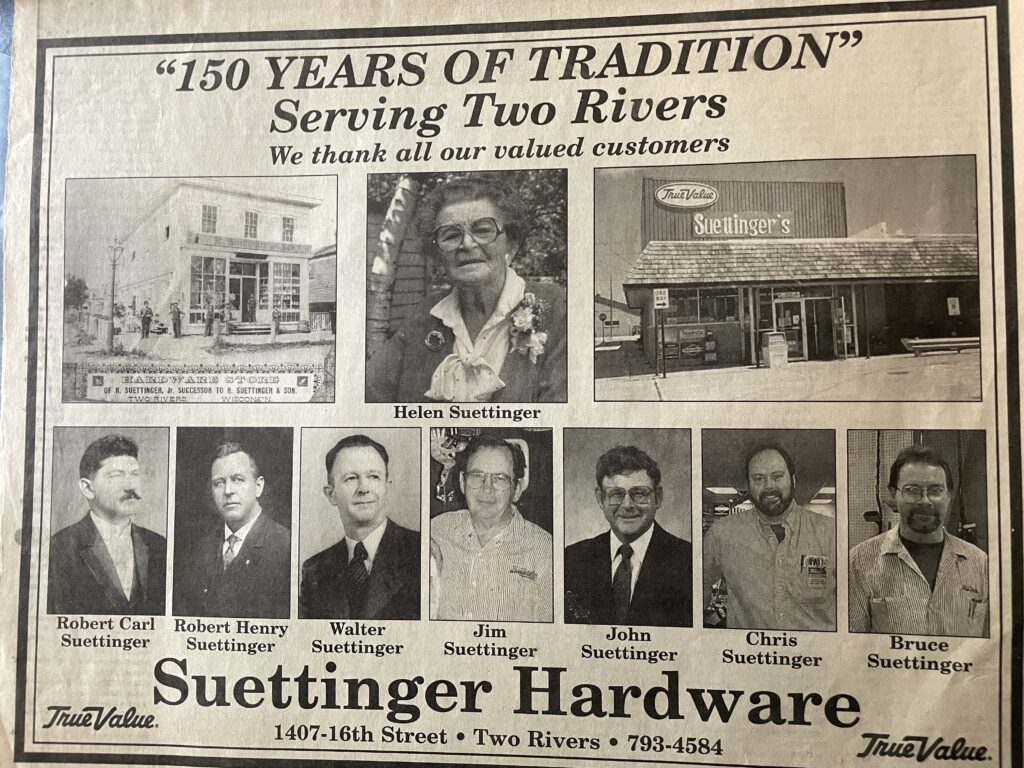 “150 YEARS OF TRADITION”
Serving Two Rivers
We thank all our valued customers
True Value
Suettinger's
ONE
WAY
HARDWARE STORE
OF R. SUETTINGER, Jr. SUCCESSOR TO R. SUETTINGER & SON.
TWO RIVERS, WISCONSIN.
Helen Suettinger
Robert Carl
Suettinger
Robert Henry
Suettinger
Walter
Suettinger
Jim
Suettinger
John
Suettinger
Chris
Suettinger
Bruce
Suettinger
Suettinger Hardware
True Value.
1407-16th Street • Two Rivers • 793-4584
True Value.